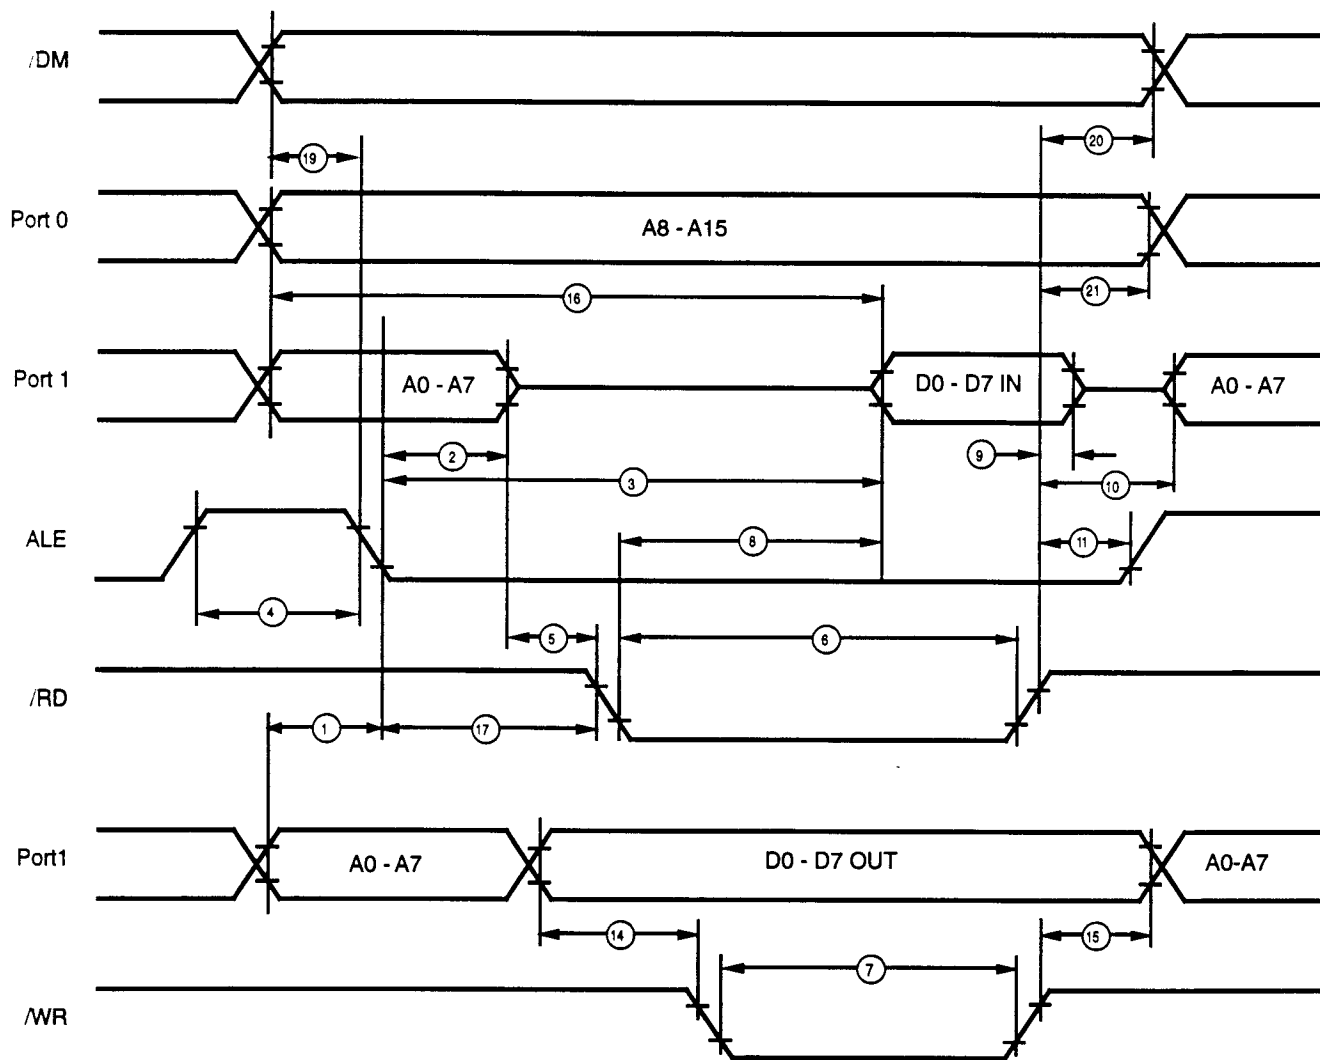 /DM
19
20
Port 0
A8 - A15
16
21
Port 1
A0 - A7
D0 - D7 IN
A0 - A7
2
9
3
10
ALE
8
11
4
5
6
/RD
1
17
Port1
A0 - A7
D0 - D7 OUT
A0-A7
14
15
7
/WR